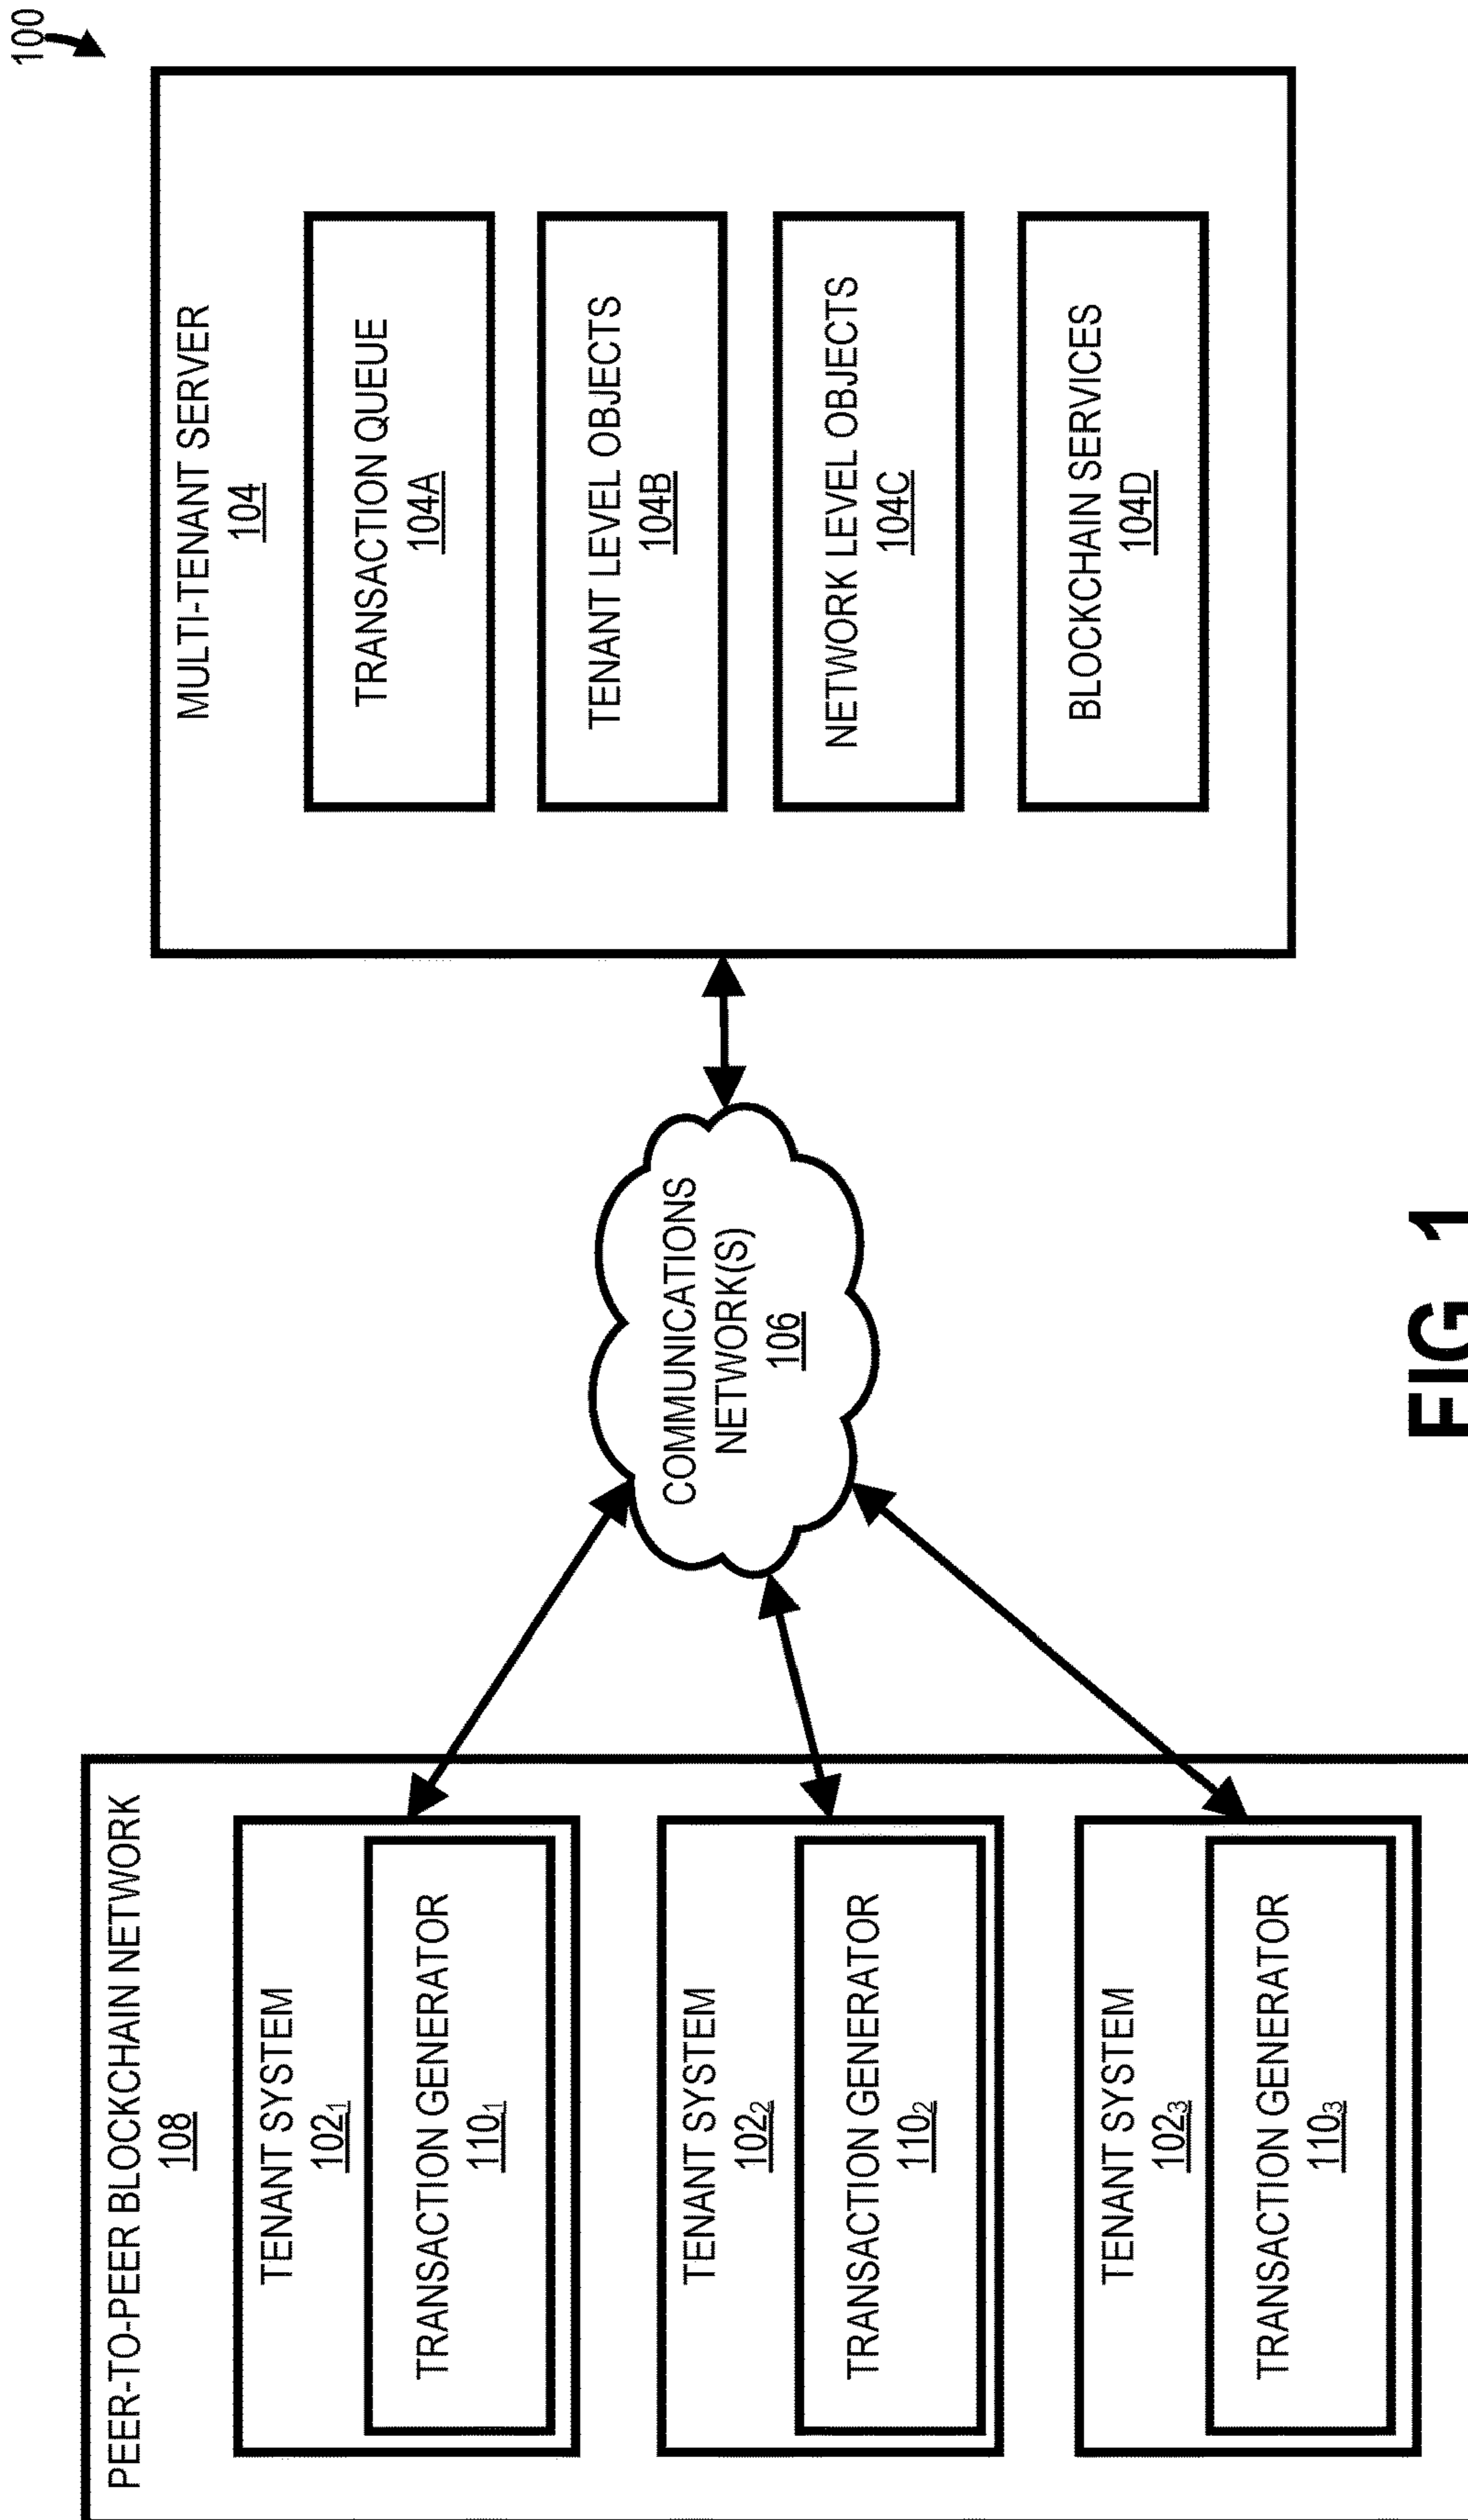 100
PEER-TO-PEER BLOCKCHAIN NETWORK
108
TENANT SYSTEM
102₁
TRANSACTION GENERATOR
110₁
TENANT SYSTEM
102₂
TRANSACTION GENERATOR
110₂
TENANT SYSTEM
102₃
TRANSACTION GENERATOR
110₃
COMMUNICATIONS
NETWORK(S)
106
MULTI-TENANT SERVER
104
TRANSACTION QUEUE
104A
TENANT LEVEL OBJECTS
104B
NETWORK LEVEL OBJECTS
104C
BLOCKCHAIN SERVICES
104D
FIG. 1